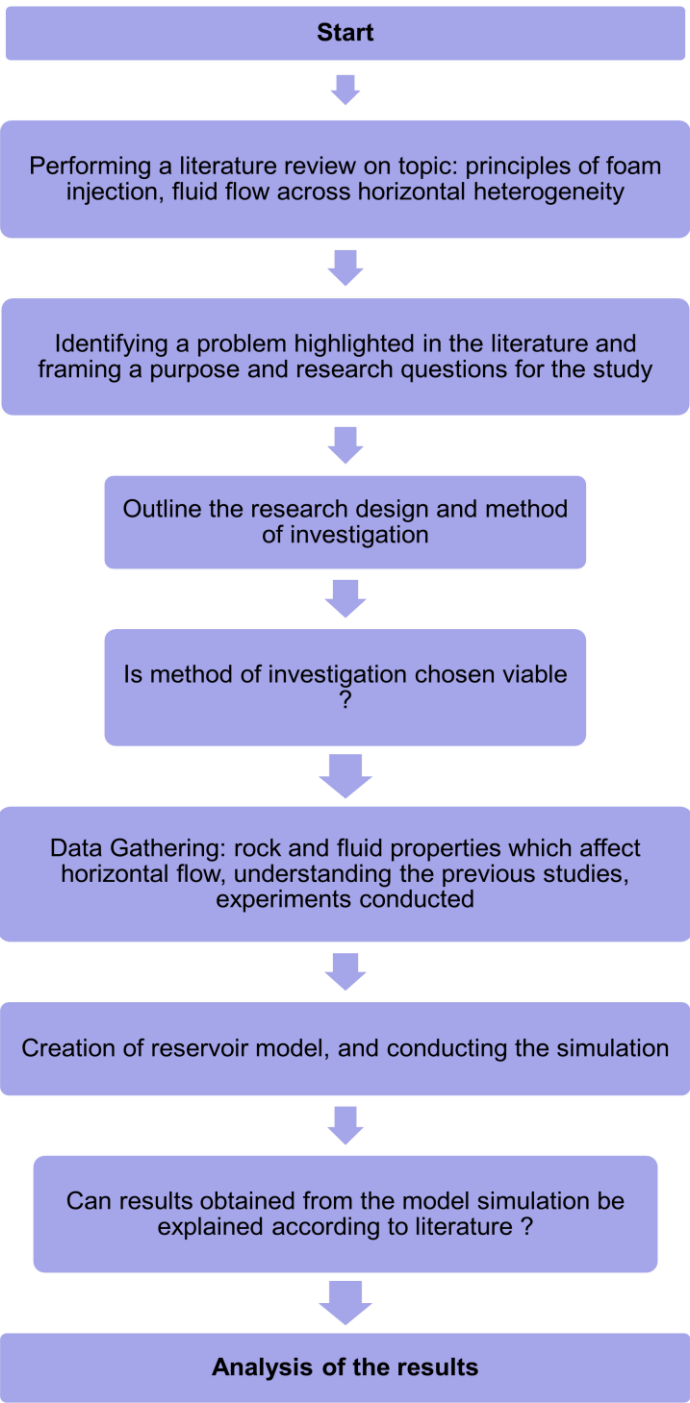 Start
Performing a literature review on topic: principles of foam
injection, fluid flow across horizontal heterogeneity
Identifying a problem highlighted in the literature and
framing a purpose and research questions for the study
Outline the research design and method
of investigation
Is method of investigation chosen viable
?
Data Gathering: rock and fluid properties which affect
horizontal flow, understanding the previous studies,
experiments conducted
Creation of reservoir model, and conducting the simulation
Can results obtained from the model simulation be
explained according to literature ?
Analysis of the results